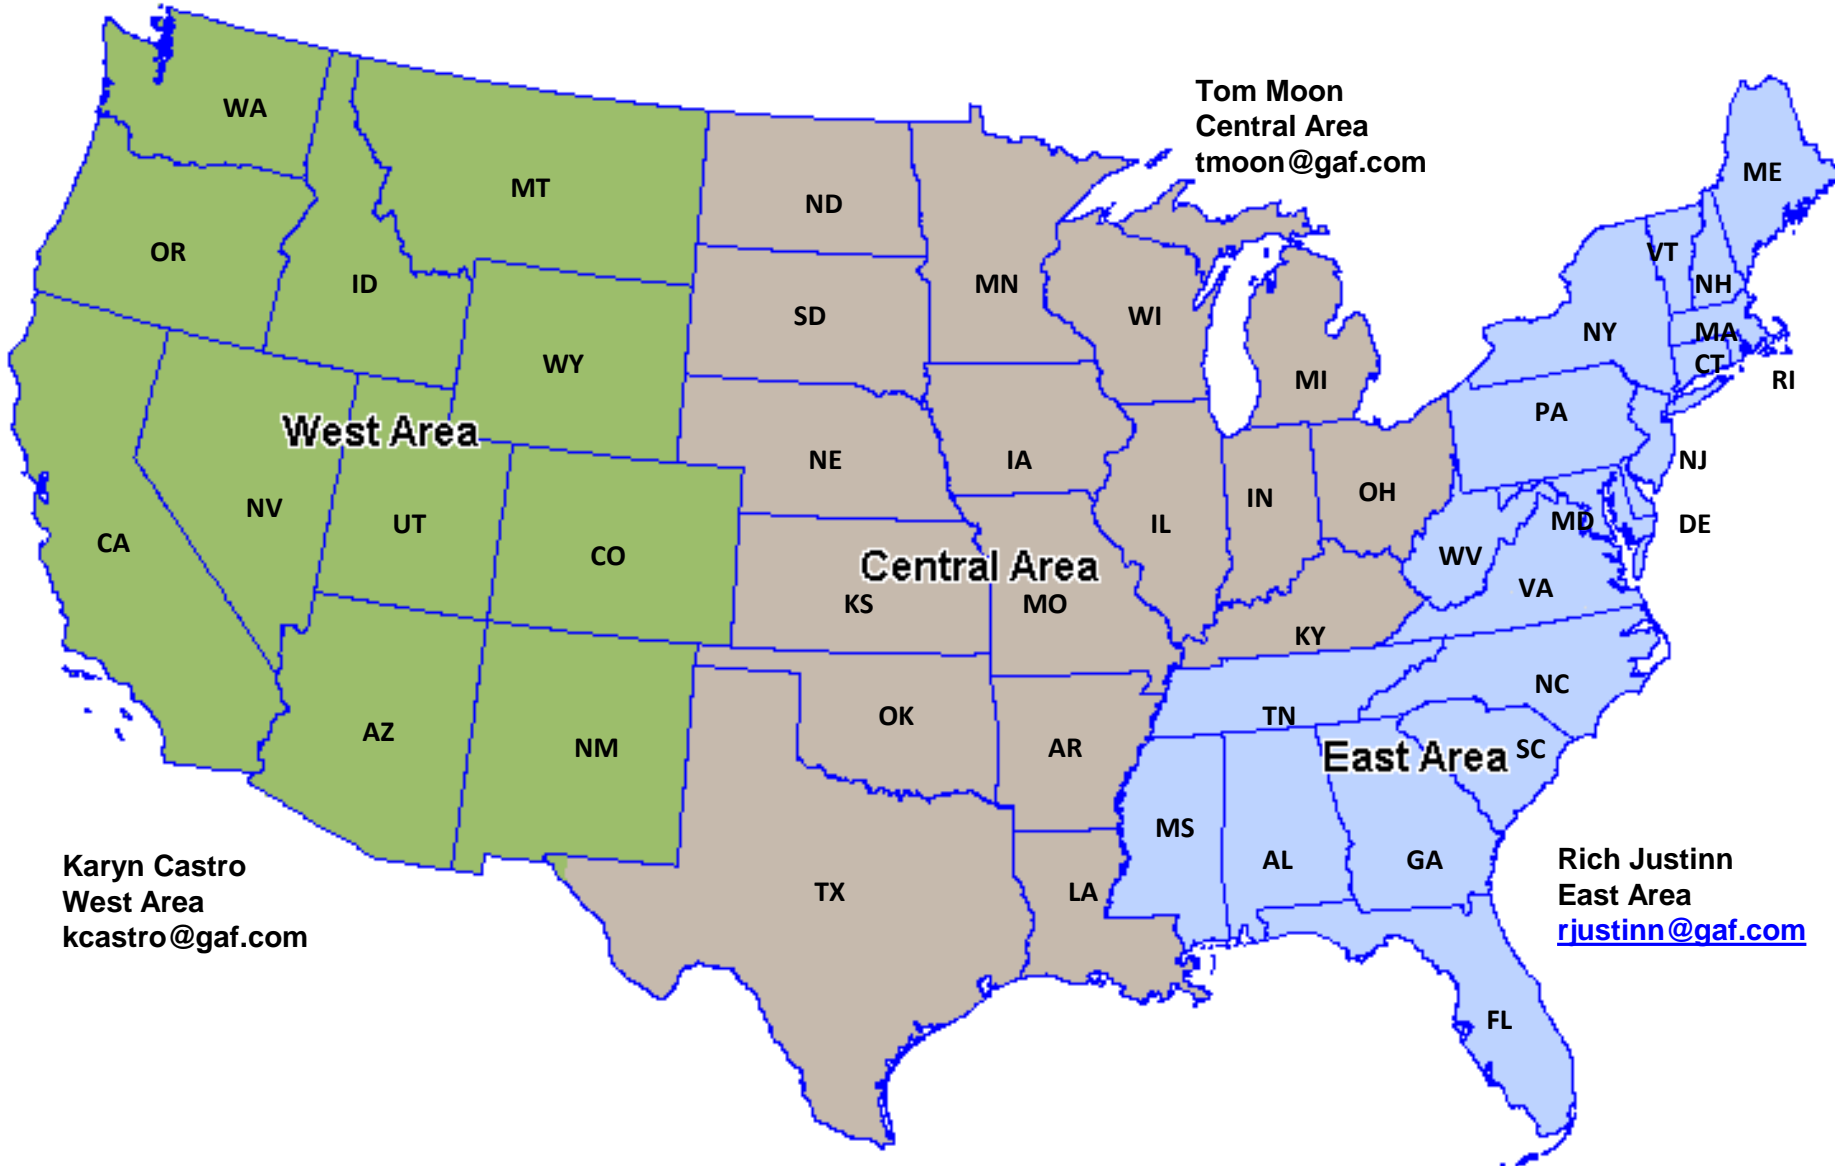 Tom Moon
Central Area
tmoon@gaf.com
WA
MT
ND
ME
OR
ID
MN
VT
NH
SD
WI
NY
MA
WY
MI
CT
RI
PA
West Area
NE
IA
NJ
NV
IN
OH
UT
IL
MD
DE
CA
CO
WV
Central Area
VA
KS
MO
KY
NC
AZ
NM
OK
AR
TN
East Area
SC
MS
AL
GA
TX
LA
Karyn Castro
West Area
kcastro@gaf.com
Rich Justinn
East Area
rjustinn@gaf.com
FL